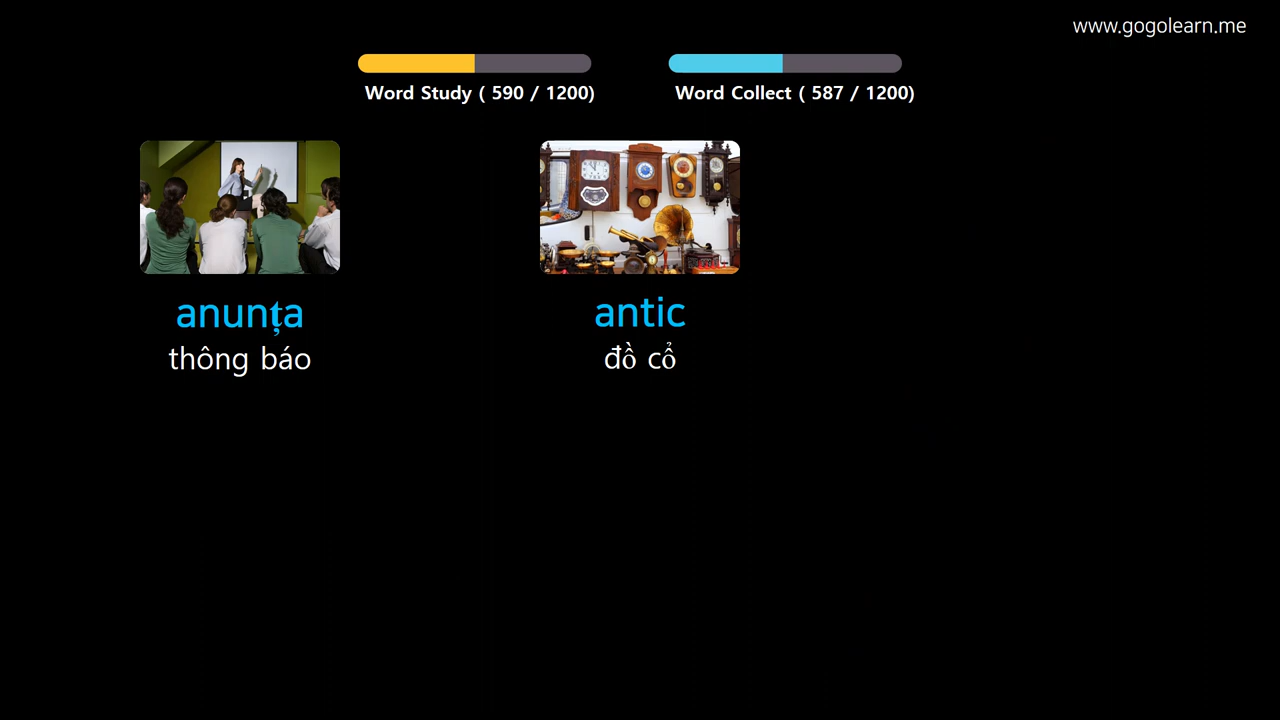 www.gogolearn.me
Word Study ( 590 / 1200)
Word Collect ( 587 / 1200)
anunța
thông báo
antic
đồ cổ